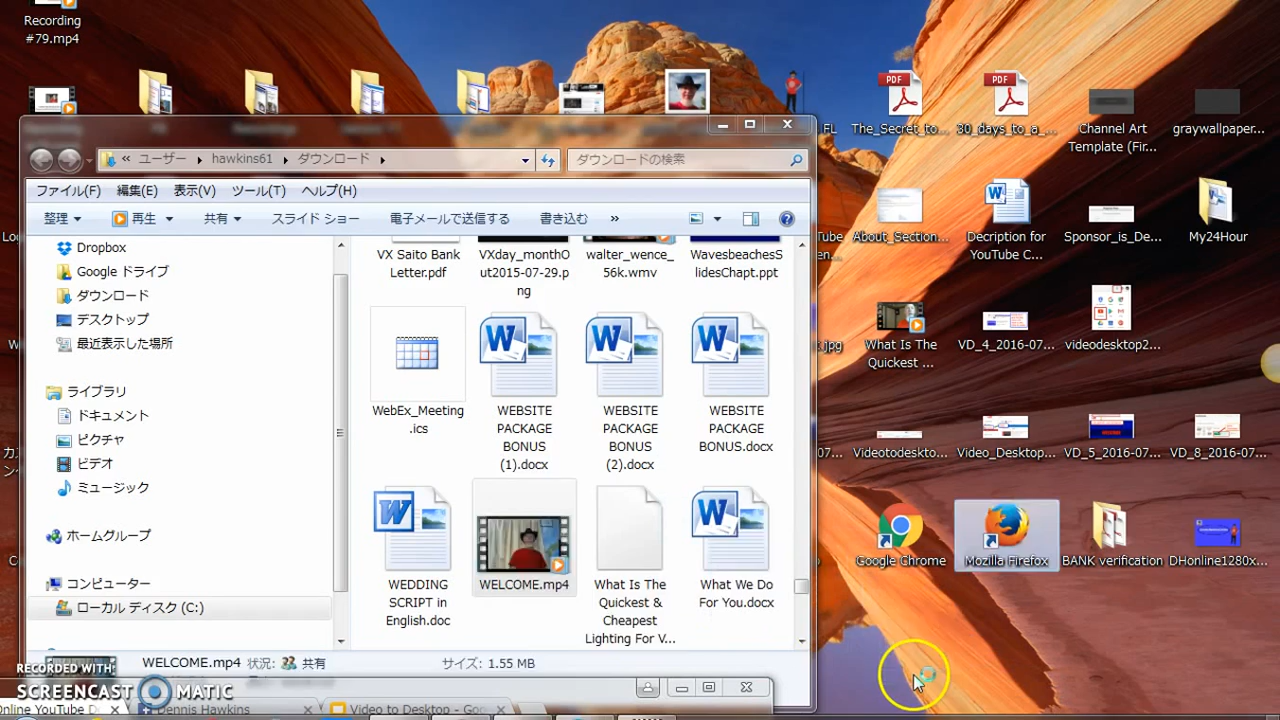 Recording
#79.mp4
FL
The_Secret_to...
30_days_to_a_...
Channel Art
Template (Fir...
graywallpaper...
« ユーザー ▸ hawkins61 ▸ ダウンロード ▸
ダウンロードの検索
ファイル(F) 編集(E) 表示(V) ツール(T) ヘルプ(H)
整理 再生 共有 スライド ショー 電子メールで送信する 書き込む »
Dropbox
Google ドライブ
ダウンロード
デスクトップ
最近表示した場所
ライブラリ
ドキュメント
ピクチャ
ビデオ
ミュージック
ホームグループ
コンピューター
ローカル ディスク (C:)
VX Saito Bank
Letter.pdf
VXday_monthO
ut2015-07-29.p
ng
walter_wence_
56k.wmv
WavesbeachesS
lidesChapt.ppt
WebEx_Meeting
.ics
WEBSITE
PACKAGE
BONUS
(1).docx
WEBSITE
PACKAGE
BONUS
(2).docx
WEBSITE
PACKAGE
BONUS.docx
WEDDING
SCRIPT in
English.doc
WELCOME.mp4
What Is The
Quickest &
Cheapest
Lighting For V...
What We Do
For You.docx
About_Section...
Decription for
YouTube C...
Sponsor_is_De...
My24Hour
What Is The
Quickest ...
VD_4_2016-07...
videodesktop2...
Videotodeskto...
Video_Desktop...
VD_5_2016-07...
VD_8_2016-07...
Google Chrome
Mozilla Firefox
BANK verification
DHonline1280x...
WELCOME.mp4 状況: 共有 サイズ: 1.55 MB
RECORDED WITH:
SCREENCAST MATIC
Online YouTube D
Dennis Hawkins
Video to Desktop - Goo